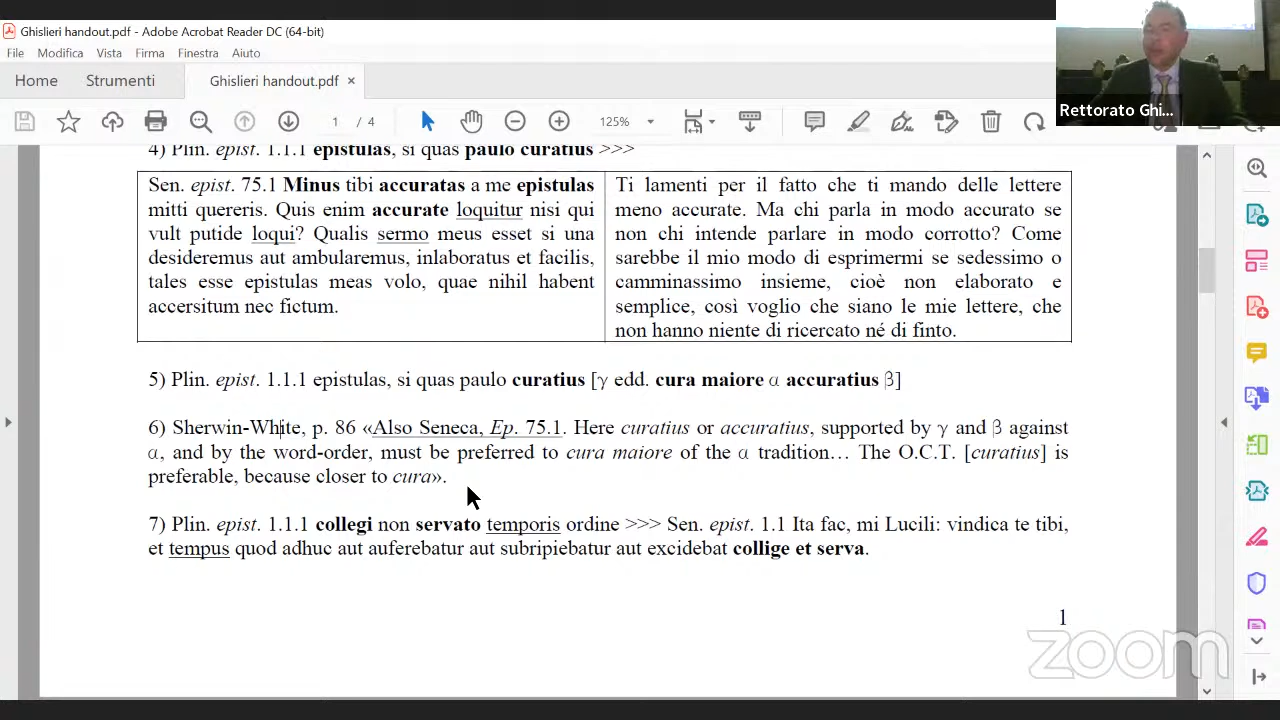 Ghislieri handout.pdf - Adobe Acrobat Reader DC (64-bit)
File Modifica Vista Firma Finestra Aiuto
Home Strumenti Ghislieri handout.pdf ×
1 / 4 125%
Rettorato Ghi...
4) Plin. epist. 1.1.1 epistulas, si quas paulo curatius >>>
Sen. epist. 75.1 Minus tibi accuratas a me epistulas
mitti quereris. Quis enim accurate loquitur nisi qui
vult putide loqui? Qualis sermo meus esset si una
desideremus aut ambularemus, inlaboratus et facilis,
tales esse epistulas meas volo, quae nihil habent
accersitum nec fictum.
Ti lamenti per il fatto che ti mando delle lettere
meno accurate. Ma chi parla in modo accurato se
non chi intende parlare in modo corrotto? Come
sarebbe il mio modo di esprimermi se sedessimo o
camminassimo insieme, cioè non elaborato e
semplice, così voglio che siano le mie lettere, che
non hanno niente di ricercato né di finto.
5) Plin. epist. 1.1.1 epistulas, si quas paulo curatius [γ edd. cura maiore α accuratius β]
6) Sherwin-White, p. 86 «Also Seneca, Ep. 75.1. Here curatius or accuratius, supported by γ and β against
α, and by the word-order, must be preferred to cura maiore of the α tradition… The O.C.T. [curatius] is
preferable, because closer to cura».
7) Plin. epist. 1.1.1 collegi non servato temporis ordine >>> Sen. epist. 1.1 Ita fac, mi Lucili: vindica te tibi,
et tempus quod adhuc aut auferebatur aut subripiebatur aut excidebat collige et serva.
1
zoom